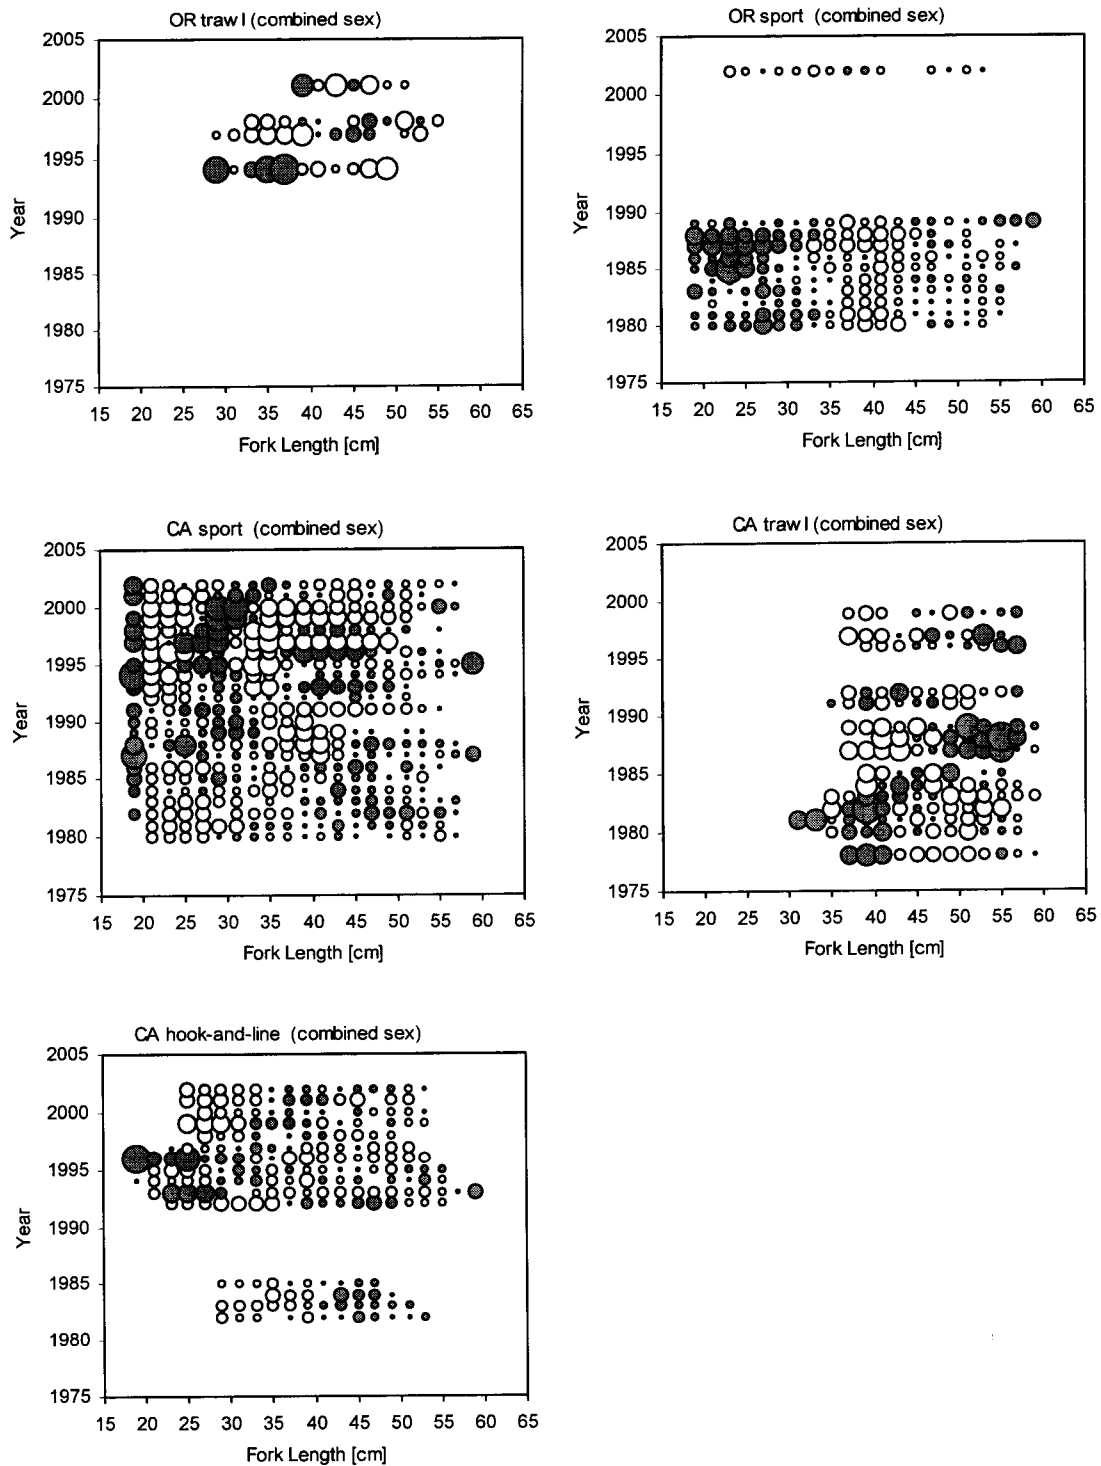 OR trawl (combined sex)
2005
2000
1995
1990
1985
1980
1975
Year
15 20 25 30 35 40 45 50 55 60 65
Fork Length [cm]
OR sport (combined sex)
2005
2000
1995
1990
1985
1980
1975
Year
15 20 25 30 35 40 45 50 55 60 65
Fork Length [cm]
CA sport (combined sex)
2005
2000
1995
1990
1985
1980
1975
Year
15 20 25 30 35 40 45 50 55 60 65
Fork Length [cm]
CA trawl (combined sex)
2005
2000
1995
1990
1985
1980
1975
Year
15 20 25 30 35 40 45 50 55 60 65
Fork Length [cm]
CA hook-and-line (combined sex)
2005
2000
1995
1990
1985
1980
1975
Year
15 20 25 30 35 40 45 50 55 60 65
Fork Length [cm]